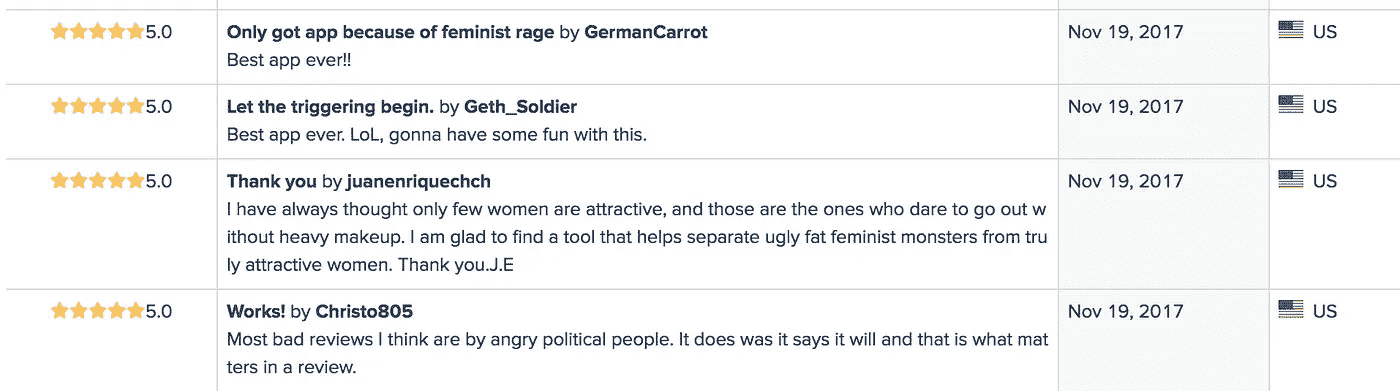 5.0
Only got app because of feminist rage by GermanCarrot
Nov 19, 2017
US
Best app ever!!
5.0
Let the triggering begin. by Geth_Soldier
Nov 19, 2017
US
Best app ever. LoL, gonna have some fun with this.
5.0
Thank you by juanenriquechch
Nov 19, 2017
US
I have always thought only few women are attractive, and those are the ones who dare to go out w
ithout heavy makeup. I am glad to find a tool that helps separate ugly fat feminist monsters from tru
ly attractive women. Thank you.J.E
5.0
Works! by Christo805
Nov 19, 2017
US
Most bad reviews I think are by angry political people. It does was it says it will and that is what mat
ters in a review.